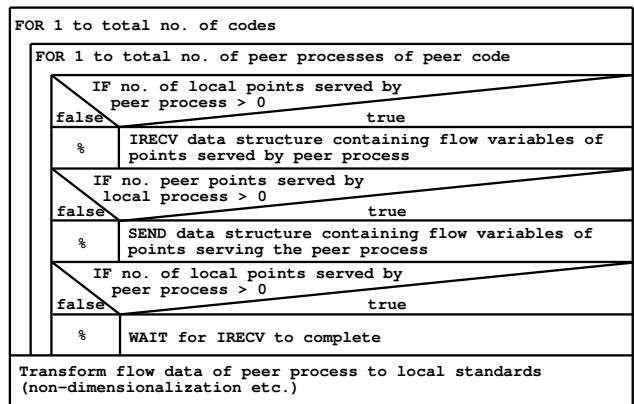 FOR 1 to total no. of codes
FOR 1 to total no. of peer processes of peer code
IF no. of local points served by
peer process > 0
false true
% IRECV data structure containing flow variables of
points served by peer process
IF no. peer points served by
local process > 0
false true
% SEND data structure containing flow variables of
points serving the peer process
IF no. of local points served by
peer process > 0
false true
% WAIT for IRECV to complete
Transform flow data of peer process to local standards
(non−dimensionalization etc.)